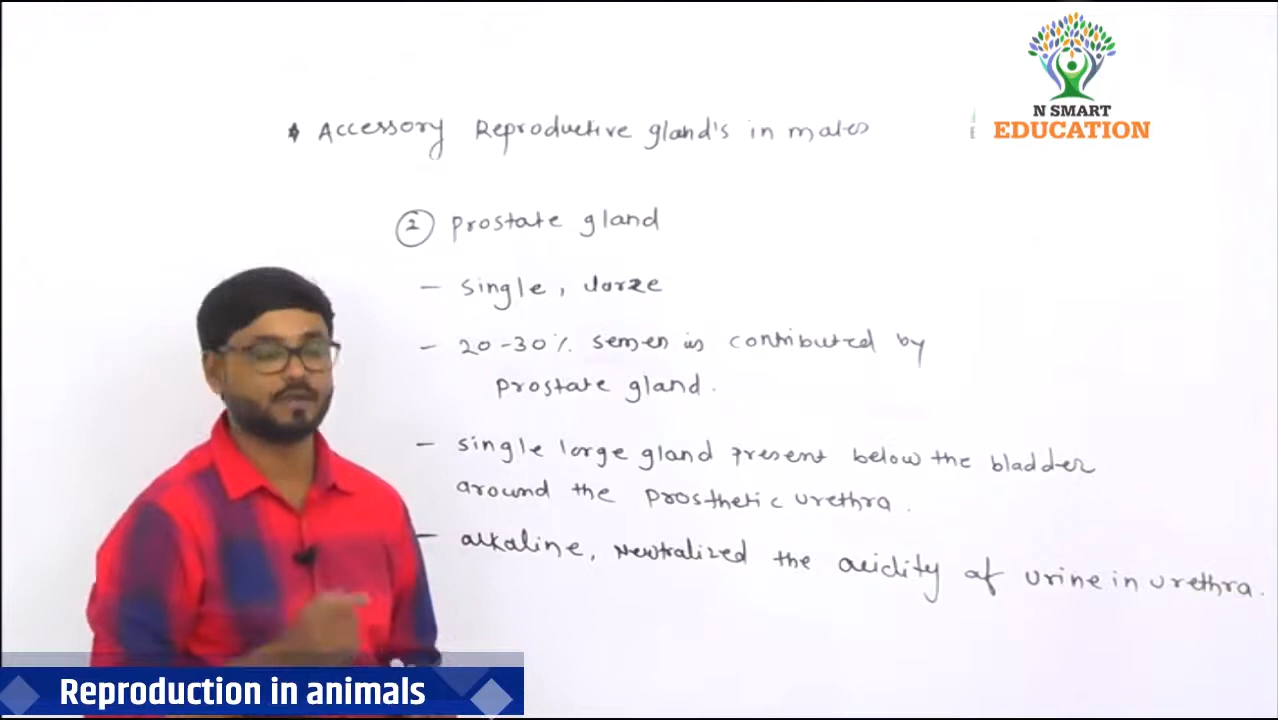 N SMART
EDUCATION
Accessory Reproductive gland's in males
2 prostate gland
- single, large
- 20-30% semen is contributed by
prostate gland.
- single large gland present below the bladder
around the prosthetic urethra.
- alkaline, Neutralized the acidity of urine in urethra.
Reproduction in animals